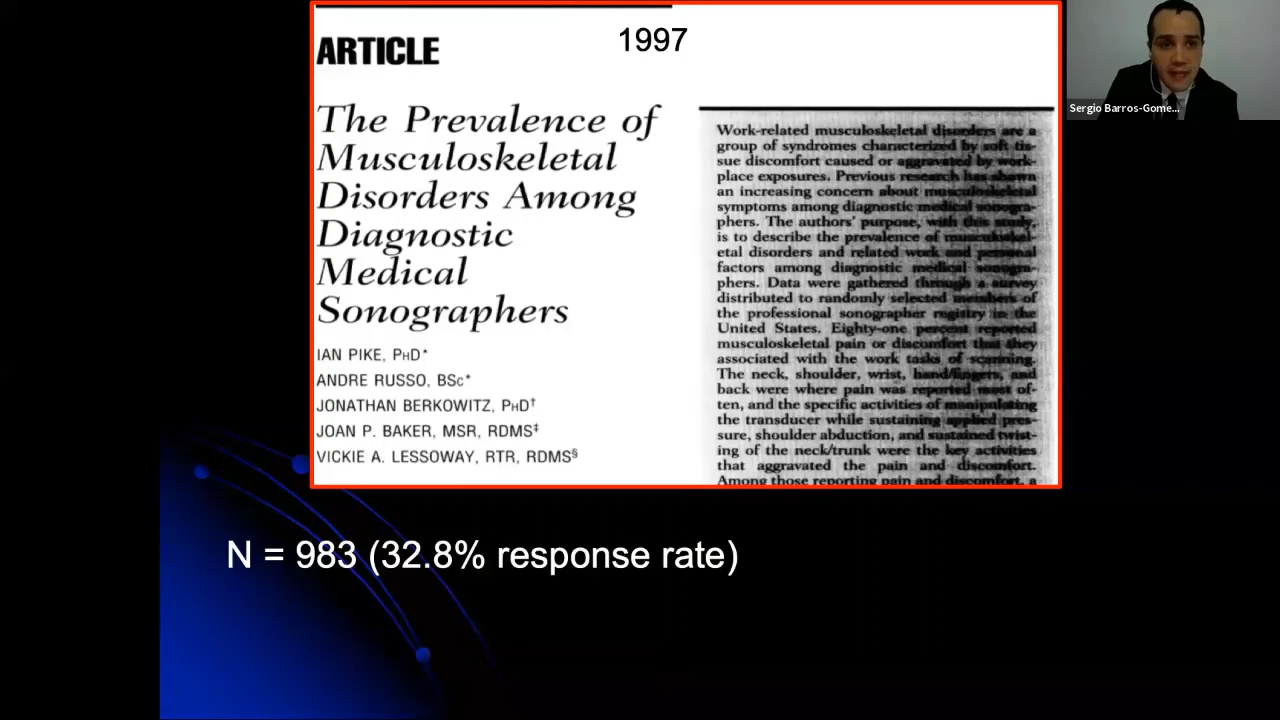 1997
ARTICLE
The Prevalence of
Musculoskeletal
Disorders Among
Diagnostic
Medical
Sonographers
IAN PIKE, PHD*
ANDRE RUSSO, BSC*
JONATHAN BERKOWITZ, PHD†
JOAN P. BAKER, MSR, RDMS‡
VICKIE A. LESSOWAY, RTR, RDMS§
Work-related musculoskeletal disorders are a
group of syndromes characterized by soft tis-
sue discomfort caused or aggravated by work-
place exposures. Previous research has shown
an increasing concern about musculoskeletal
symptoms among diagnostic medical sonogra-
phers. The authors' purpose, with this study,
is to describe the prevalence of musculoskel-
etal disorders and related work and personal
factors among diagnostic medical sonogra-
phers. Data were gathered through a survey
distributed to randomly selected members of
the professional sonographer registry in the
United States. Eighty-one percent reported
musculoskeletal pain or discomfort that they
associated with the work tasks of scanning.
The neck, shoulder, wrist, hand/fingers, and
back were where pain was reported most of-
ten, and the specific activities of manipulating
the transducer while sustaining applied pres-
sure, shoulder abduction, and sustained twist-
ing of the neck/trunk were the key activities
that aggravated the pain and discomfort.
Among those reporting pain and discomfort, a
N = 983 (32.8% response rate)
Sergio Barros-Gome...